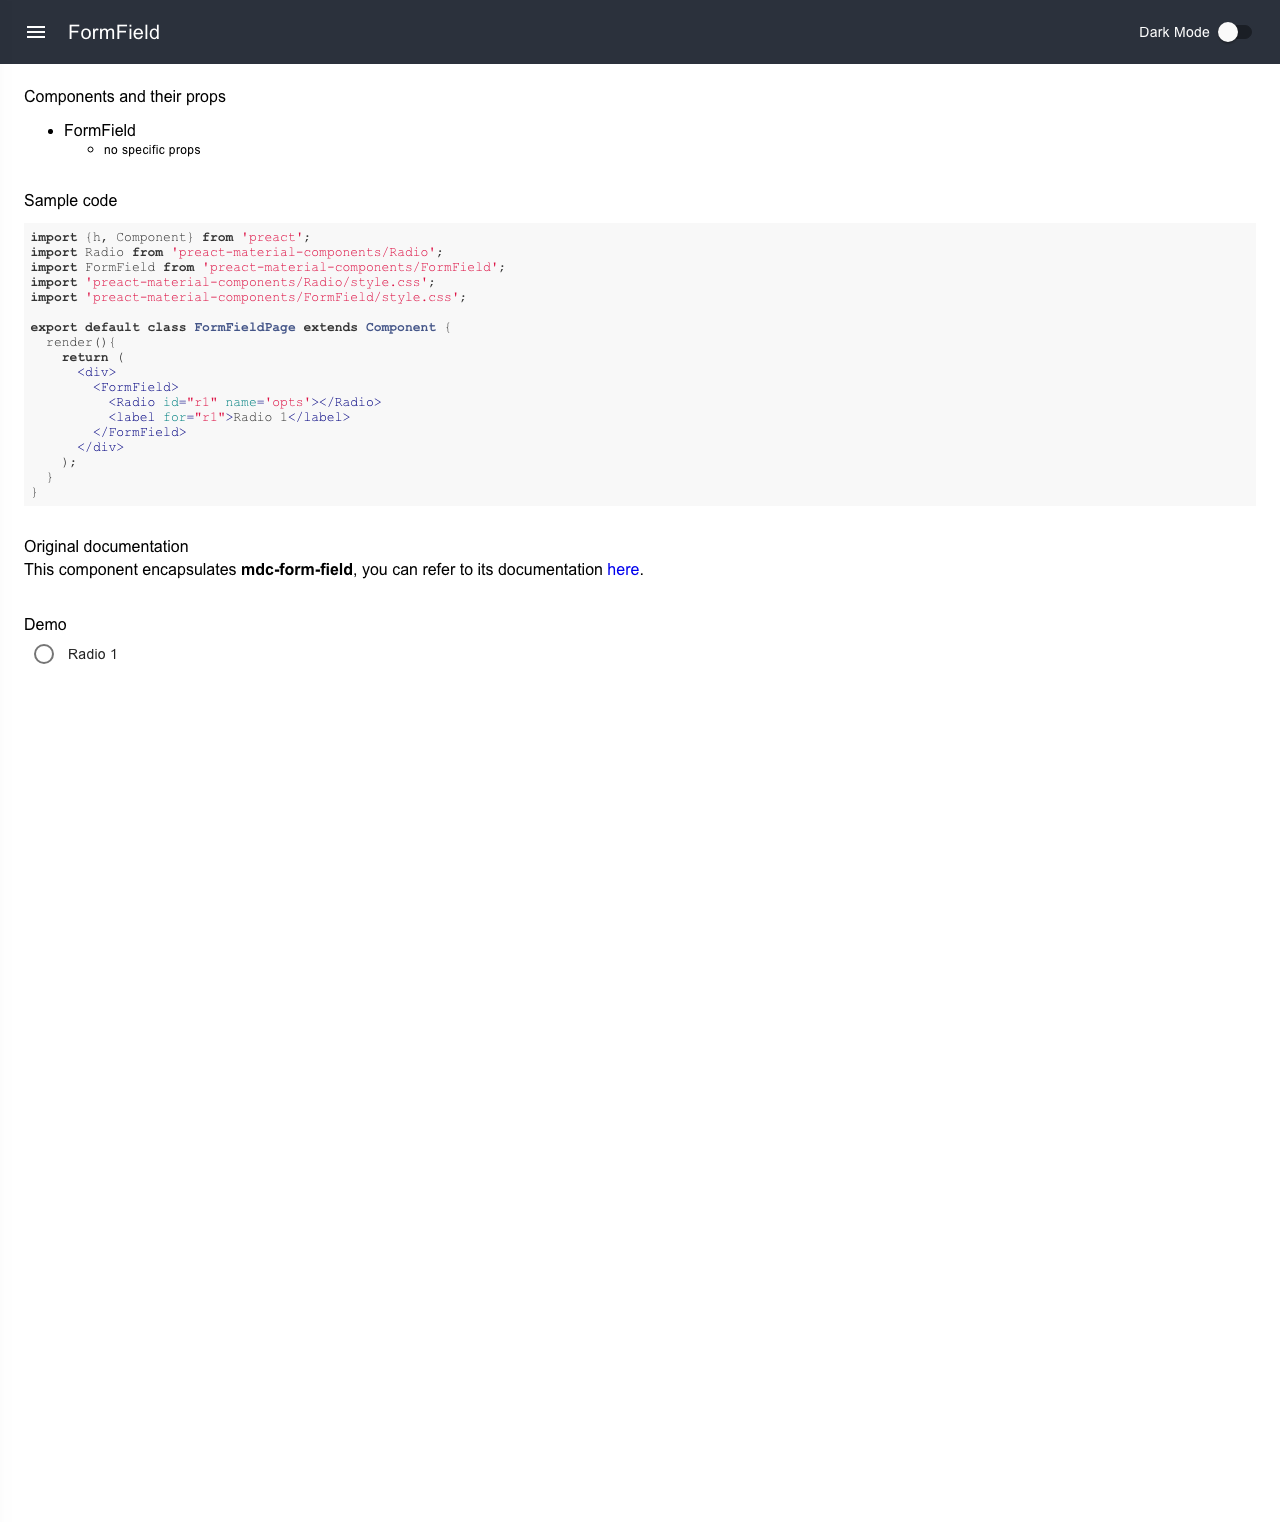 FormField
Dark Mode
Components and their props
FormField
no specific props
Sample code
import {h, Component} from 'preact';
import Radio from 'preact-material-components/Radio';
import FormField from 'preact-material-components/FormField';
import 'preact-material-components/Radio/style.css';
import 'preact-material-components/FormField/style.css';
export default class FormFieldPage extends Component {
render(){
return (
<div>
<FormField>
<Radio id="r1" name='opts'></Radio>
<label for="r1">Radio 1</label>
</FormField>
</div>
);
}
}
Original documentation
This component encapsulates mdc-form-field, you can refer to its documentation here.
Demo
Radio 1